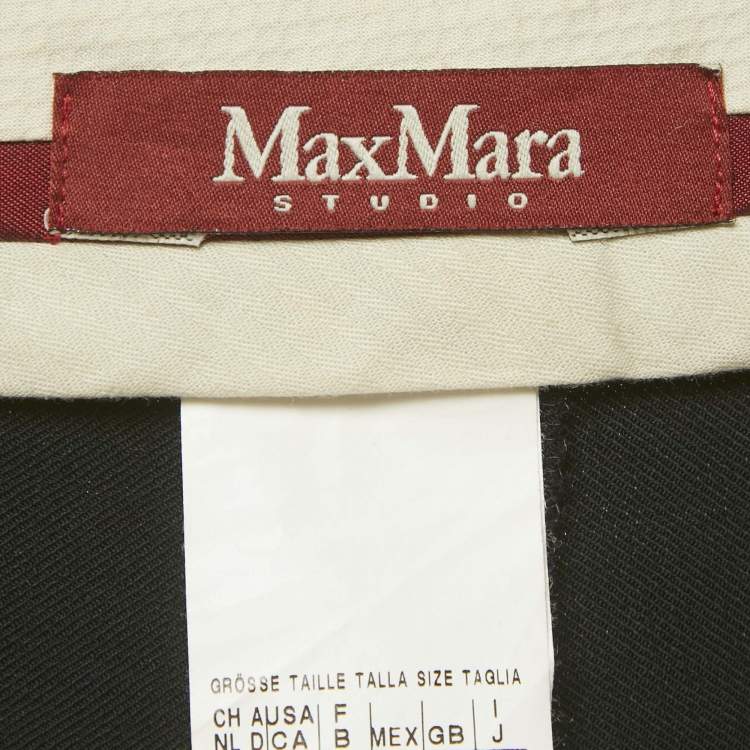 MaxMara
STUDIO
GRÖSSE TAILLE TALLA SIZE TAGLIA
CH AUSA F I
NL D CA B MEX GB J